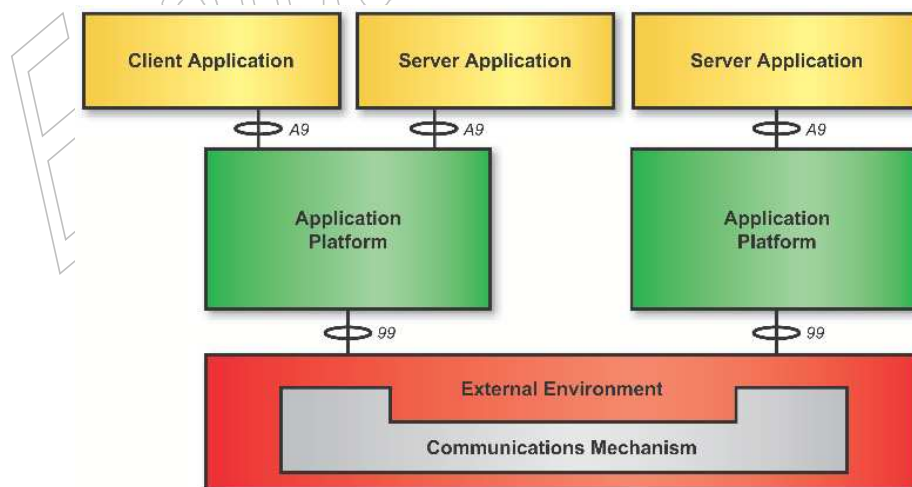 Client Application
Server Application
Server Application
A9
A9
A9
Application
Platform
Application
Platform
99
99
External Environment
Communications Mechanism